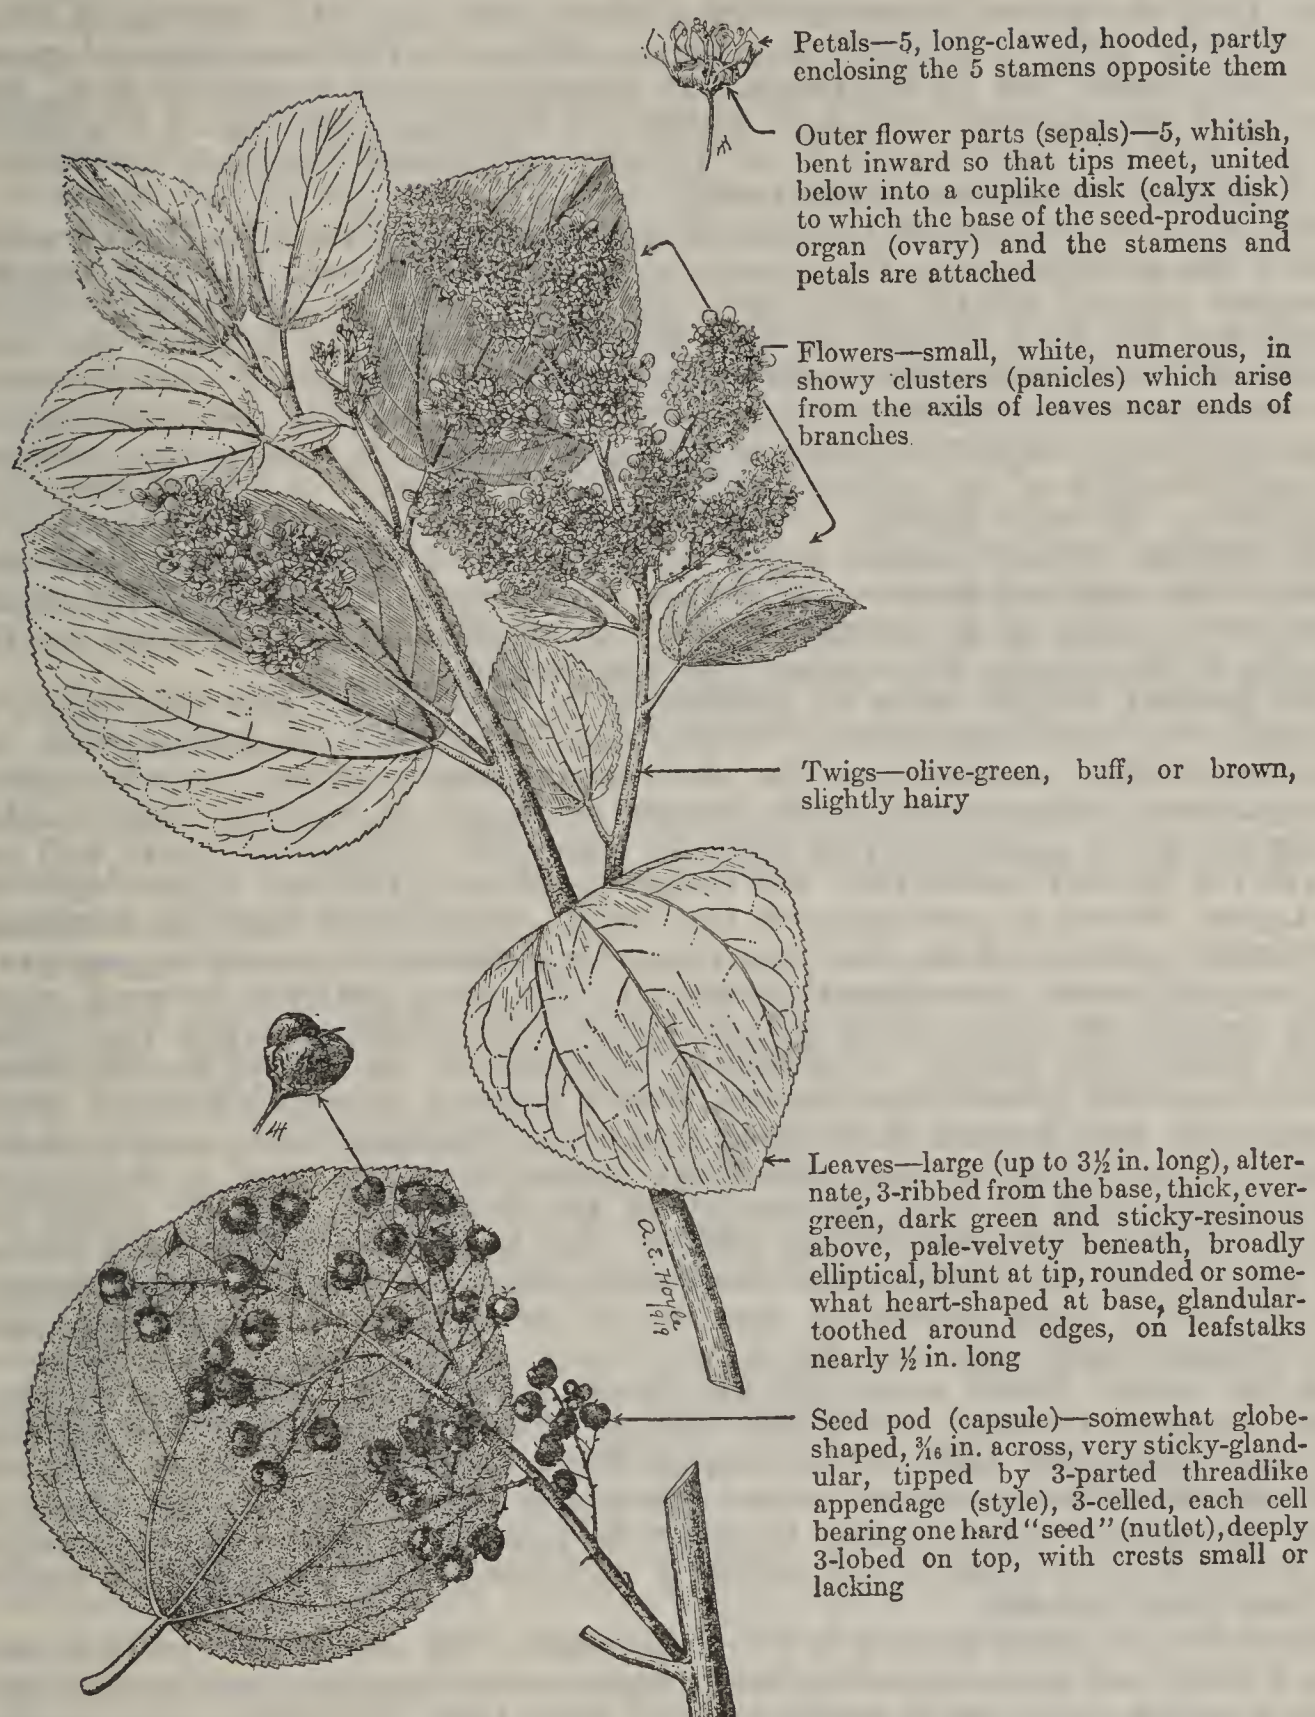 Petals—5, long-clawed, hooded, partly
enclosing the 5 stamens opposite them
Outer flower parts (sepals)—5, whitish,
bent inward so that tips meet, united
below into a cuplike disk (calyx disk)
to which the base of the seed-producing
organ (ovary) and the stamens and
petals are attached
Flowers—small, white, numerous, in
showy clusters (panicles) which arise
from the axils of leaves near ends of
branches.
Twigs—olive-green, buff, or brown,
slightly hairy
Leaves—large (up to 3½ in. long), alter-
nate, 3-ribbed from the base, thick, ever-
green, dark green and sticky-resinous
above, pale-velvety beneath, broadly
elliptical, blunt at tip, rounded or some-
what heart-shaped at base, glandular-
toothed around edges, on leafstalks
nearly ½ in. long
A. E. Hoyle
1919
Seed pod (capsule)—somewhat globe-
shaped, 3/16 in. across, very sticky-gland-
ular, tipped by 3-parted threadlike
appendage (style), 3-celled, each cell
bearing one hard "seed" (nutlet), deeply
3-lobed on top, with crests small or
lacking